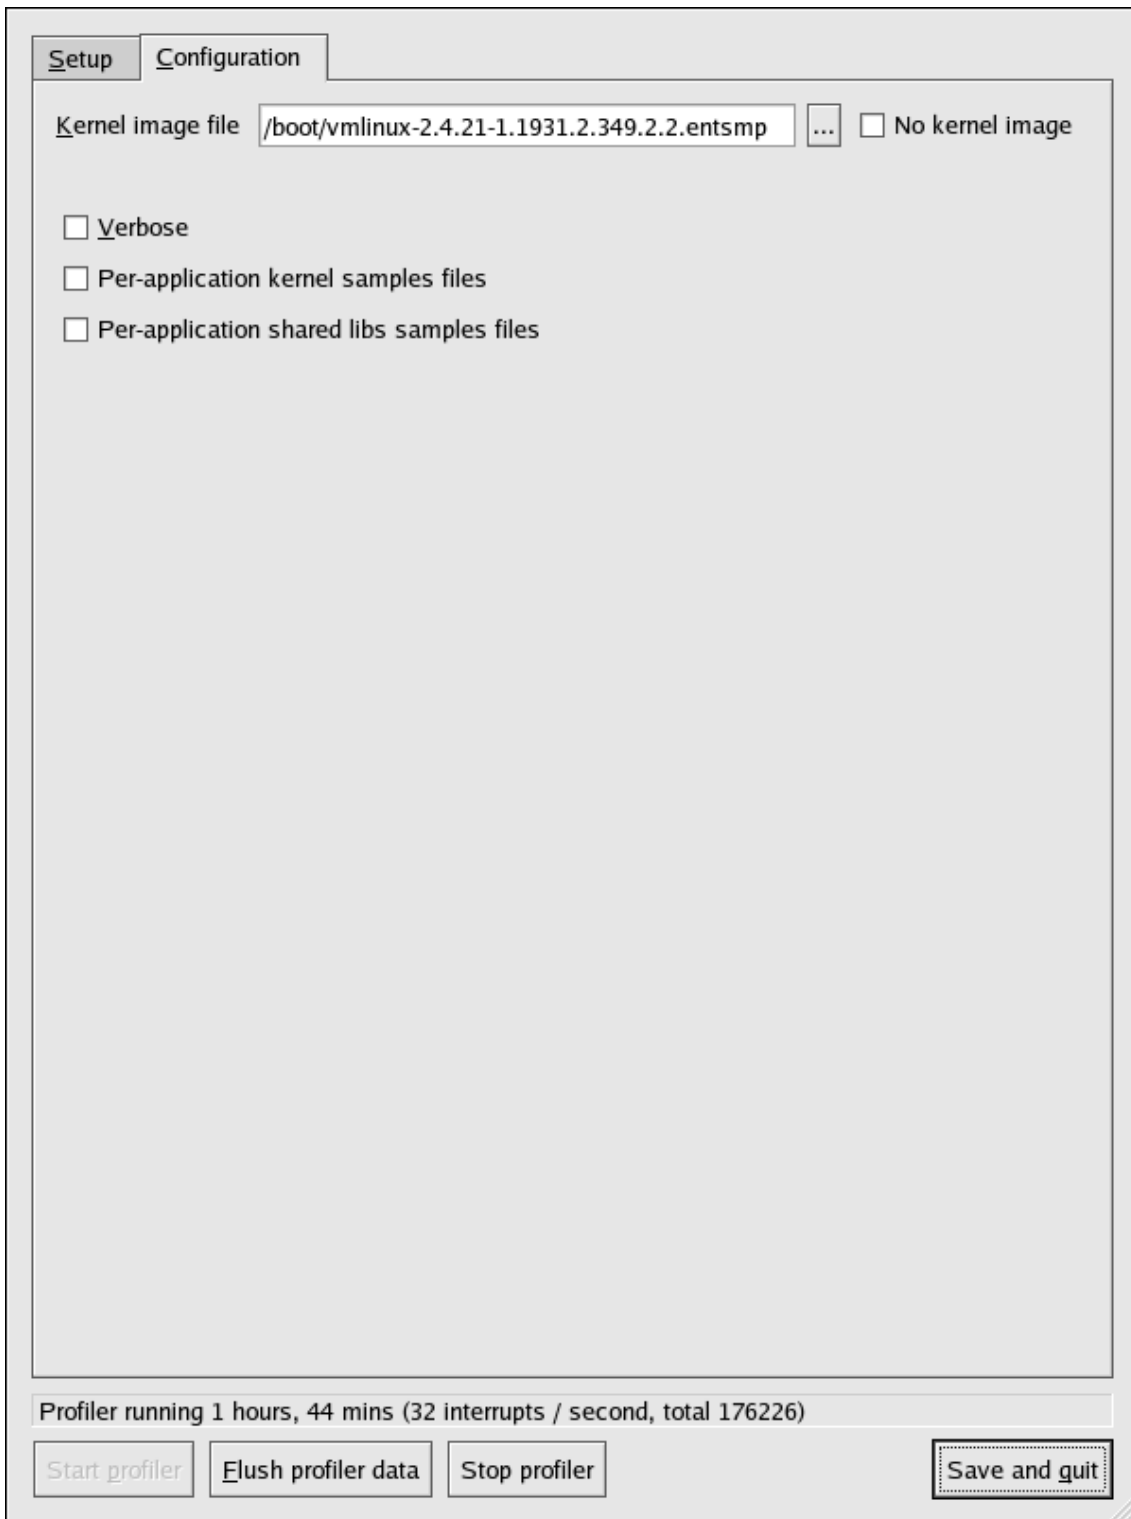 Setup Configuration
Kernel image file /boot/vmlinux-2.4.21-1.1931.2.349.2.2.entsmp ... No kernel image
Verbose
Per-application kernel samples files
Per-application shared libs samples files
Profiler running 1 hours, 44 mins (32 interrupts / second, total 176226)
Start profiler Flush profiler data Stop profiler Save and quit